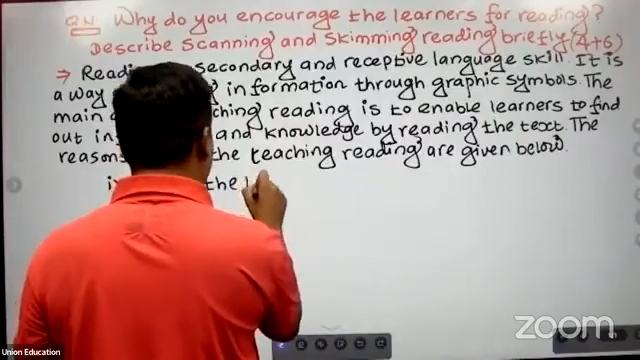 Q.N Why do you encourage the learners for reading?
Describe Scanning and Skimming reading briefly. (4+6)
→ Readi secondary and receptive language skill. It is
a way information through graphic symbols. The
main ching reading is to enable learners to find
out in and knowledge by reading the text. The
reasons the teaching reading are given below.
the
zoom
Union Education